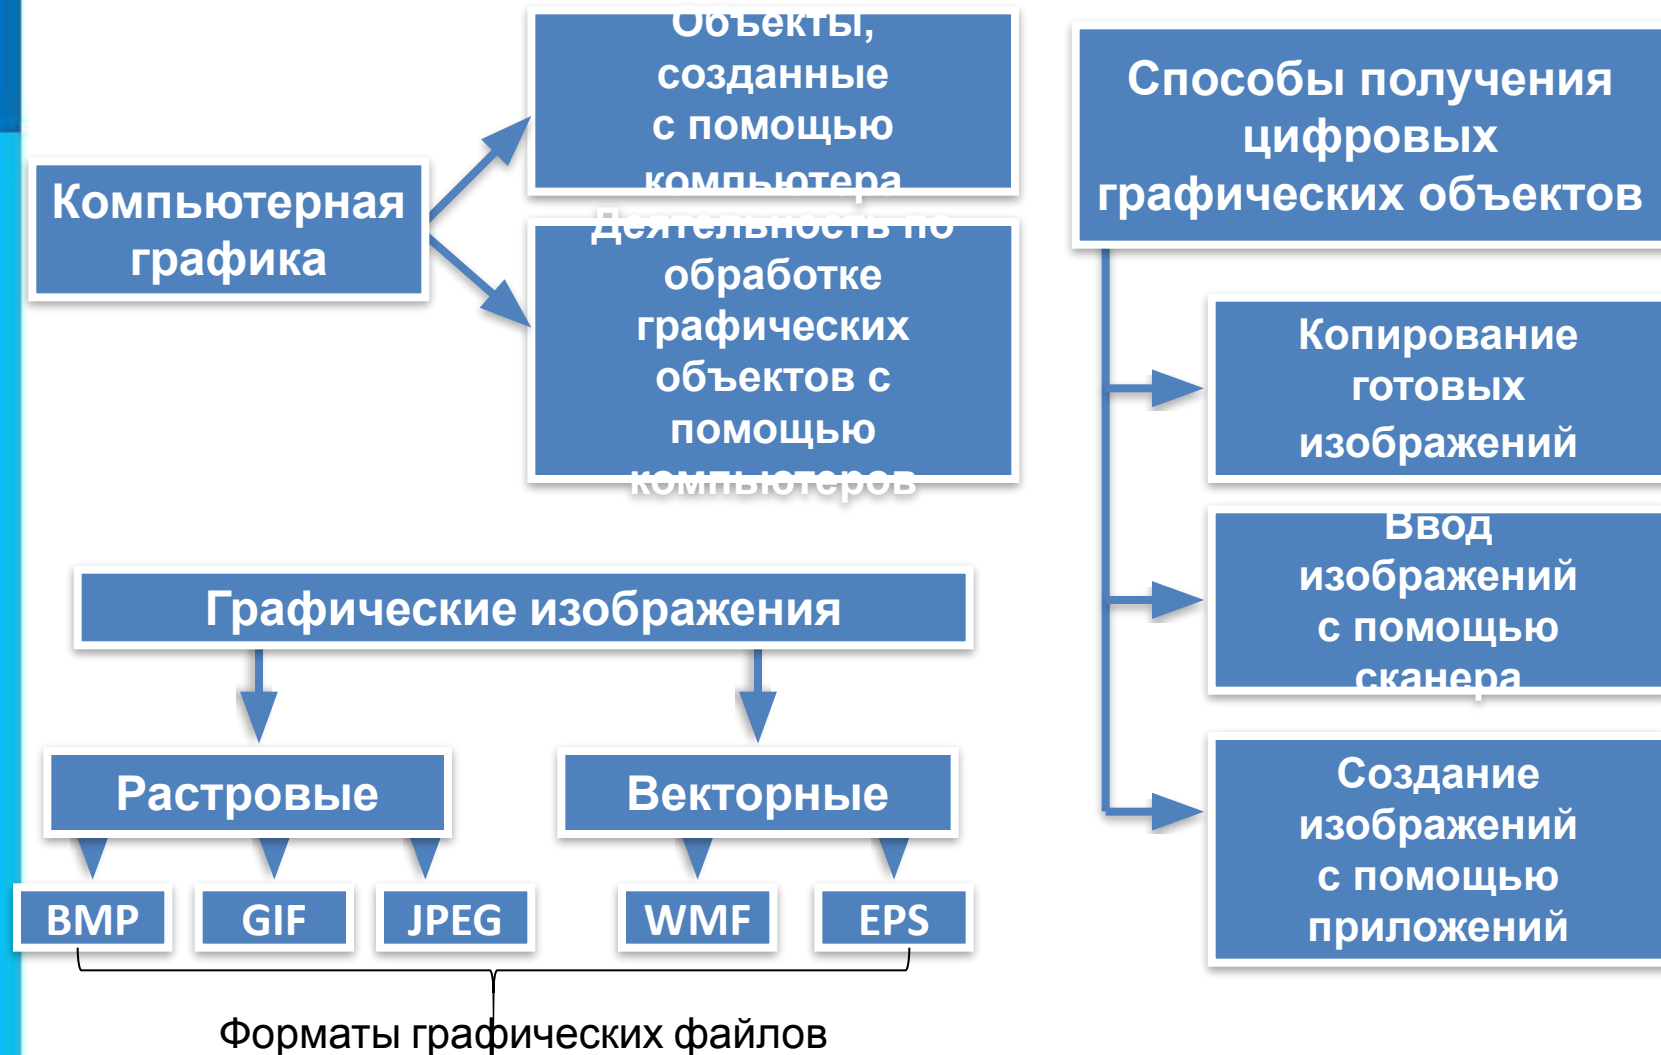 Объекты,
созданные
с помощью
компьютера
Компьютерная
графика
Деятельность по
обработке
графических
объектов с
помощью
компьютеров
Способы получения
цифровых
графических объектов
Копирование
готовых
изображений
Ввод
изображений
с помощью
сканера
Создание
изображений
с помощью
приложений
Графические изображения
Растровые
Векторные
BMP
GIF
JPEG
WMF
EPS
Форматы графических файлов